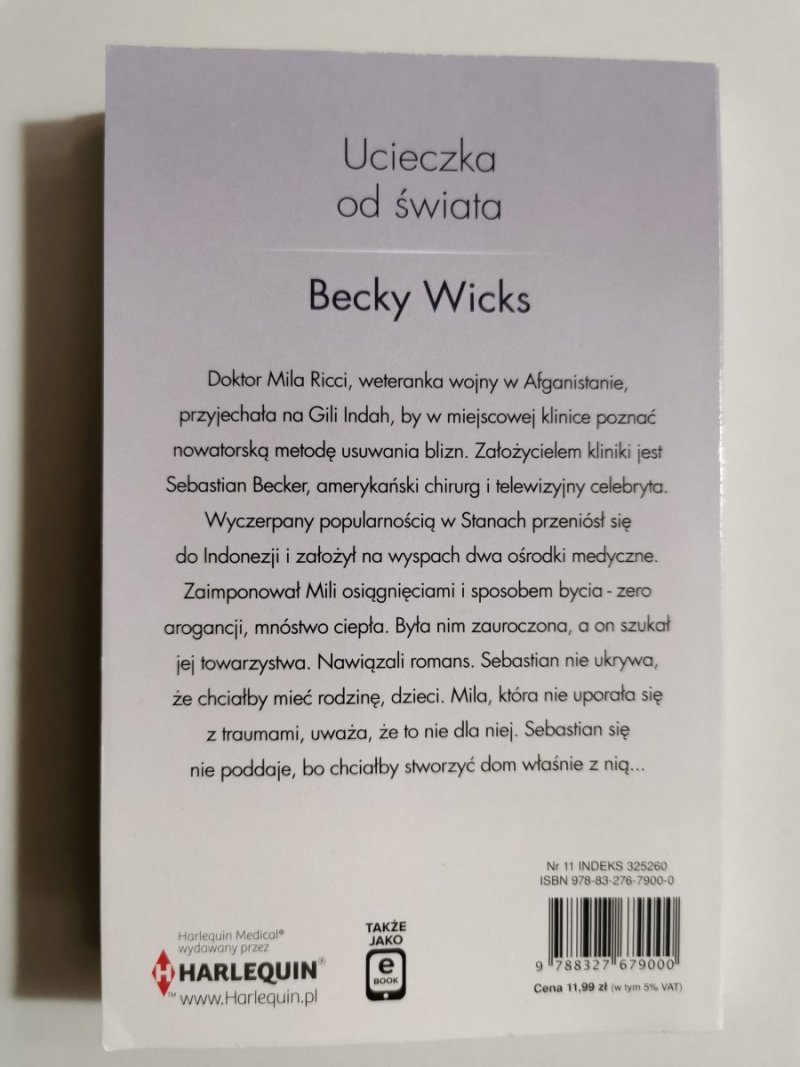 Ucieczka
od świata
Becky Wicks
Doktor Mila Ricci, weteranka wojny w Afganistanie,
przyjechała na Gili Indah, by w miejscowej klinice poznać
nowatorską metodę usuwania blizn. Założycielem kliniki jest
Sebastian Becker, amerykański chirurg i telewizyjny celebryta.
Wyczerpany popularnością w Stanach przeniósł się
do Indonezji i założył na wyspach dwa ośrodki medyczne.
Zaimponował Mili osiągnięciami i sposobem bycia - zero
arogancji, mnóstwo ciepła. Była nim zauroczona, a on szukał
jej towarzystwa. Nawiązali romans. Sebastian nie ukrywa,
że chciałby mieć rodzinę, dzieci. Mila, która nie uporała się
z traumami, uważa, że to nie dla niej. Sebastian się
nie poddaje, bo chciałby stworzyć dom właśnie z nią...
Nr 11 INDEKS 325260
ISBN 978-83-276-7900-0
9 788327 679000
Cena 11,99 zł (w tym 5% VAT)
TAKŻE
JAKO
e
BOOK
Harlequin Medical®
wydawany przez
H HARLEQUIN®
™ www.Harlequin.pl